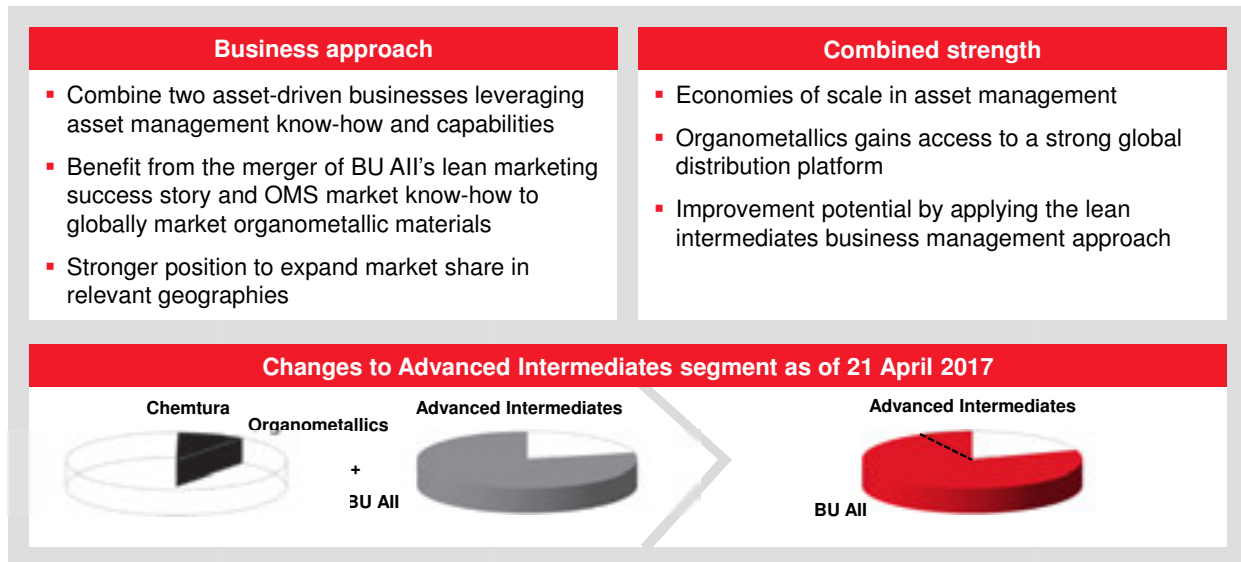 Business approach
▪ Combine two asset-driven businesses leveraging
asset management know-how and capabilities
▪ Benefit from the merger of BU AII's lean marketing
success story and OMS market know-how to
globally market organometallic materials
▪ Stronger position to expand market share in
relevant geographies
Combined strength
▪ Economies of scale in asset management
▪ Organometallics gains access to a strong global
distribution platform
▪ Improvement potential by applying the lean
intermediates business management approach
Changes to Advanced Intermediates segment as of 21 April 2017
Chemtura
Organometallics
+
BU AII
Advanced Intermediates
Advanced Intermediates
BU AII